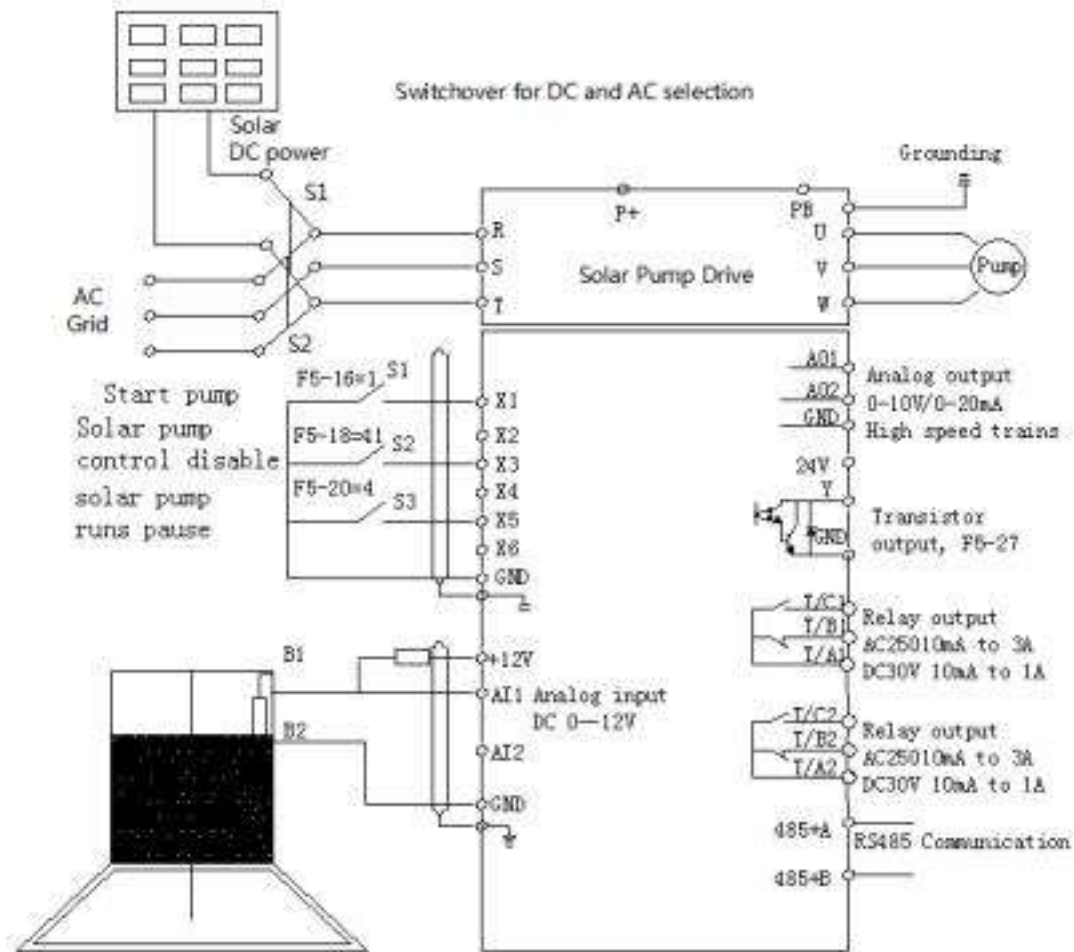 Switchover for DC and AC selection
Solar
DC power
S1
Grounding
P+
PB
R
U
S
Solar Pump Drive
V
Pump
T
W
AC
Grid
S2
F5-16=1
S1
Start pump
X1
Solar pump
control disable
F5-18=41
S2
X2
X3
solar pump
runs pause
F5-20=4
S3
X4
X5
X6
GND
AO1
AO2
GND
Analog output
0-10V/0-20mA
High speed trains
24V
Y
GND
Transistor
output, F5-27
T/C1
T/B1
T/A1
Relay output
AC25010mA to 3A
DC30V 10mA to 1A
B1
B2
+12V
AI1
Analog input
DC 0--12V
AI2
GND
T/C2
T/B2
T/A2
Relay output
AC25010mA to 3A
DC30V 10mA to 1A
485+A
RS485 Communication
485+B